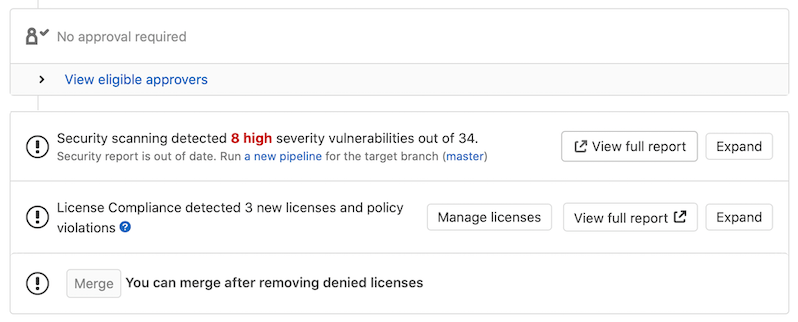 No approval required
View eligible approvers
Security scanning detected 8 high severity vulnerabilities out of 34.
Security report is out of date. Run a new pipeline for the target branch (master)
View full report
Expand
License Compliance detected 3 new licenses and policy
violations ?
Manage licenses
View full report
Expand
Merge You can merge after removing denied licenses